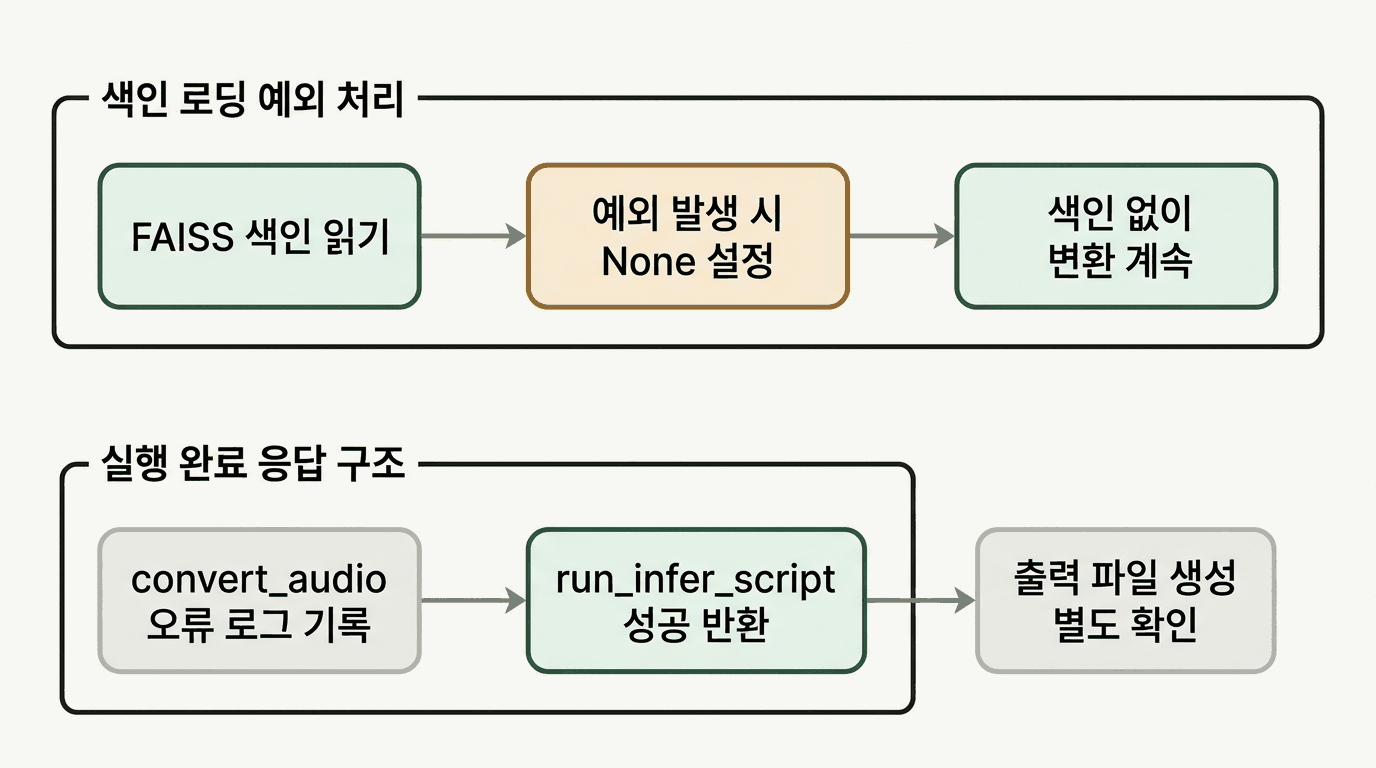 색인 로딩 예외 처리
FAISS 색인 읽기
예외 발생 시
None 설정
색인 없이
변환 계속
실행 완료 응답 구조
convert_audio
오류 로그 기록
run_infer_script
성공 반환
출력 파일 생성
별도 확인